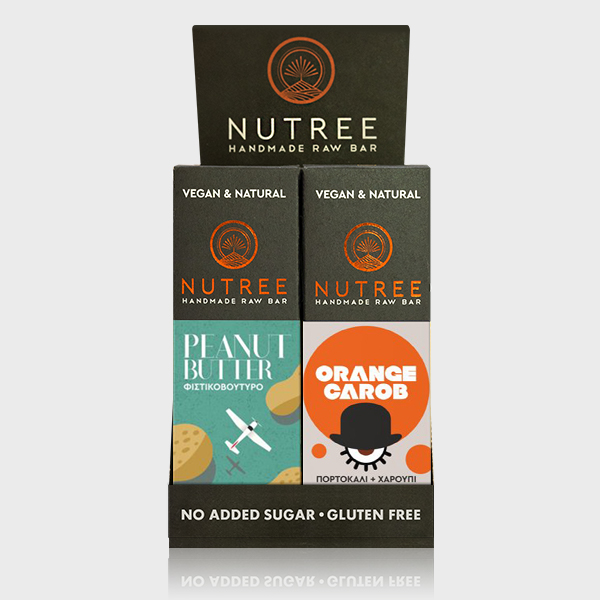 NUTREE
HANDMADE RAW BAR
VEGAN & NATURAL
NUTREE
HANDMADE RAW BAR
PEANUT
BUTTER
ΦΙΣΤΙΚΟΒΟΥΤΥΡΟ
VEGAN & NATURAL
NUTREE
HANDMADE RAW BAR
ORANGE
CAROB
ΠΟΡΤΟΚΑΛΙ + ΧΑΡΟΥΠΙ
NO ADDED SUGAR • GLUTEN FREE